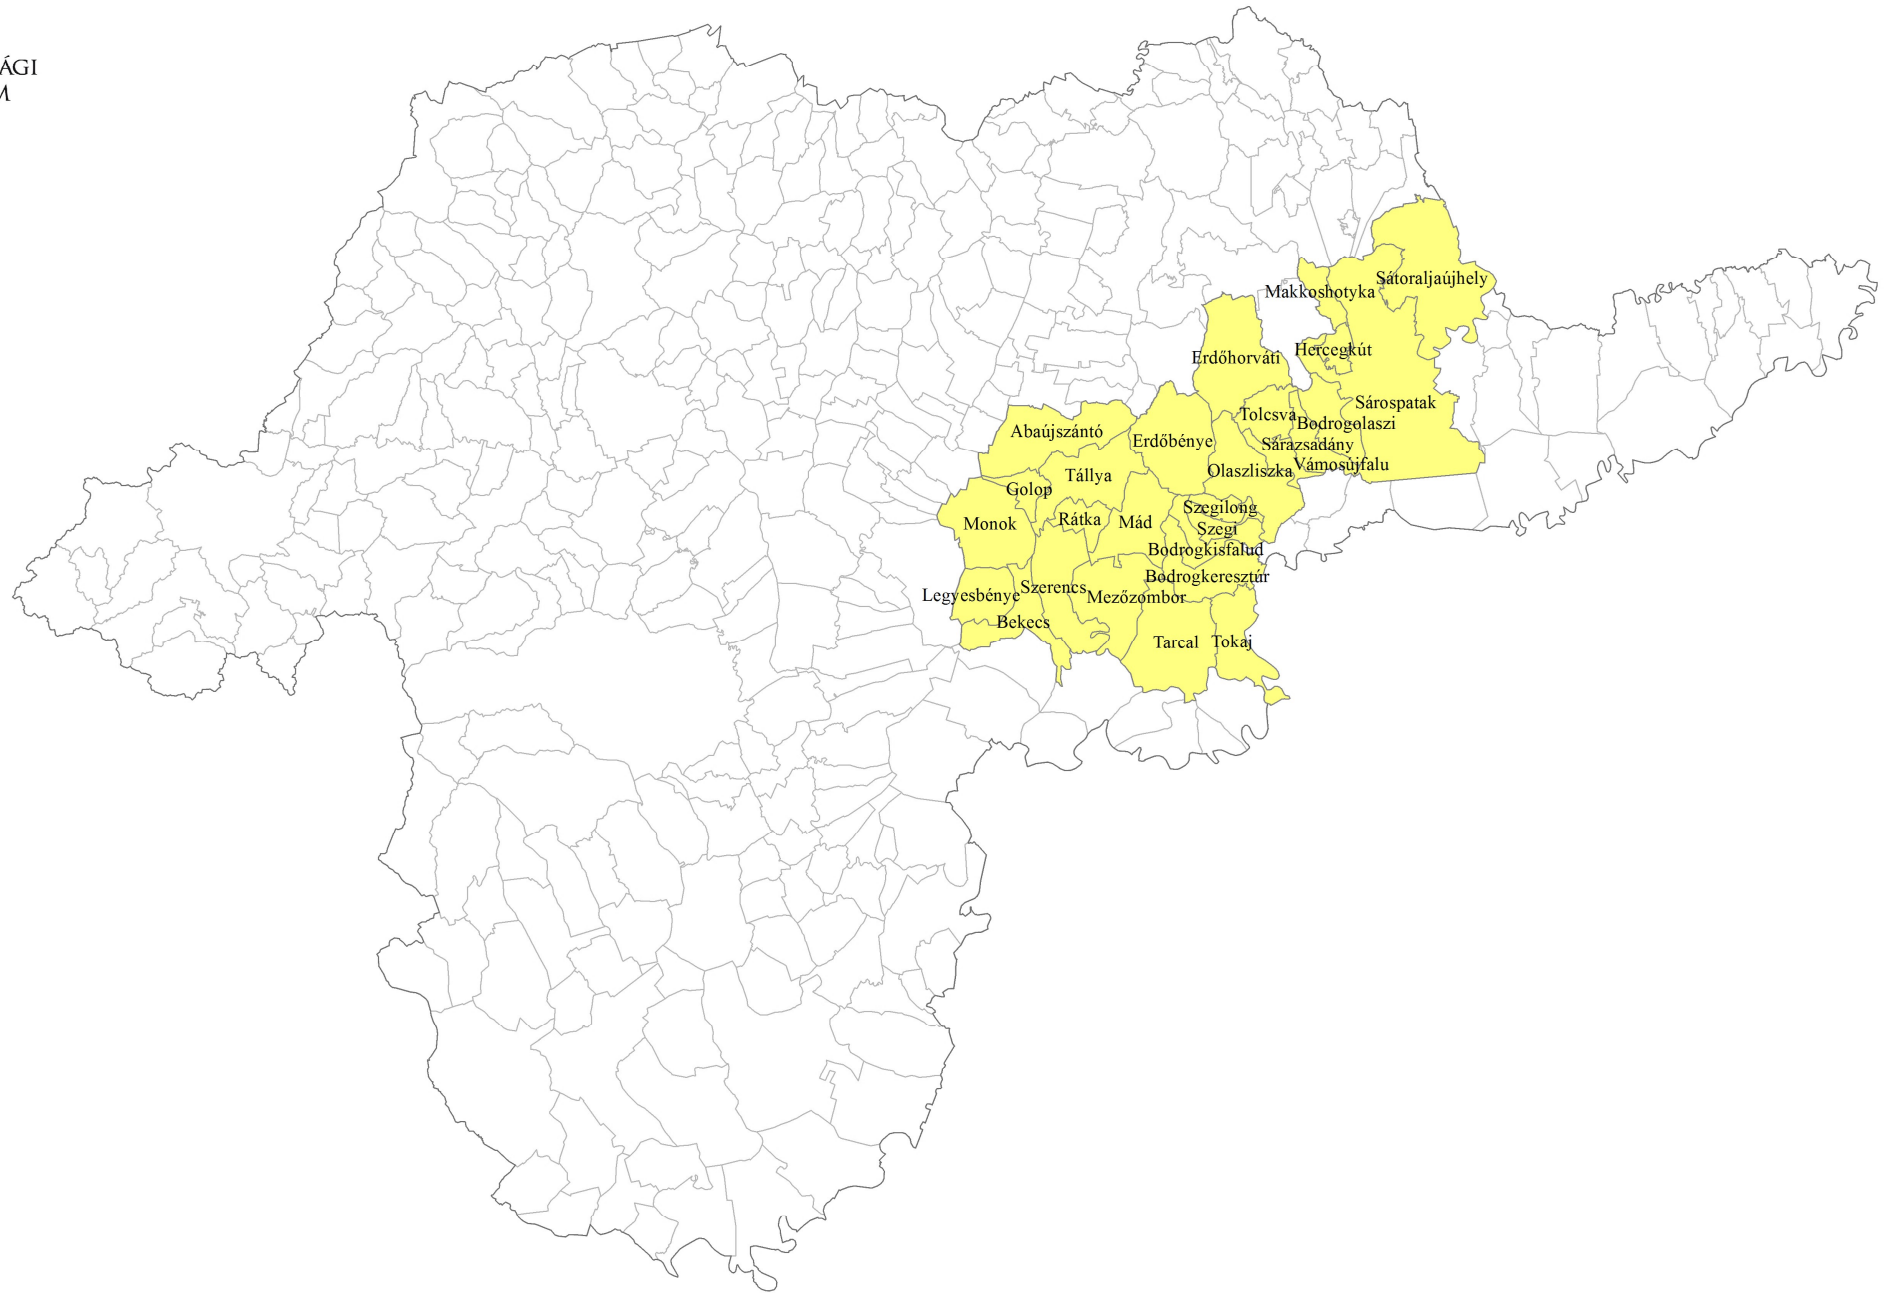 ÁGI
M
Sátoraljaújhely
Makkoshotyka
Hercegkút
Erdőhorváti
Sárospatak
Tolcsva
Bodrogolaszi
Abaújszántó
Erdőbénye
Sárazsadány
Vámosújfalu
Olaszliszka
Tállya
Golop
Szegilong
Rátka
Mád
Monok
Szegi
Bodrogkisfalud
Bodrogkeresztúr
Szerencs
Legyesbénye
Mezőzombor
Bekecs
Tarcal
Tokaj